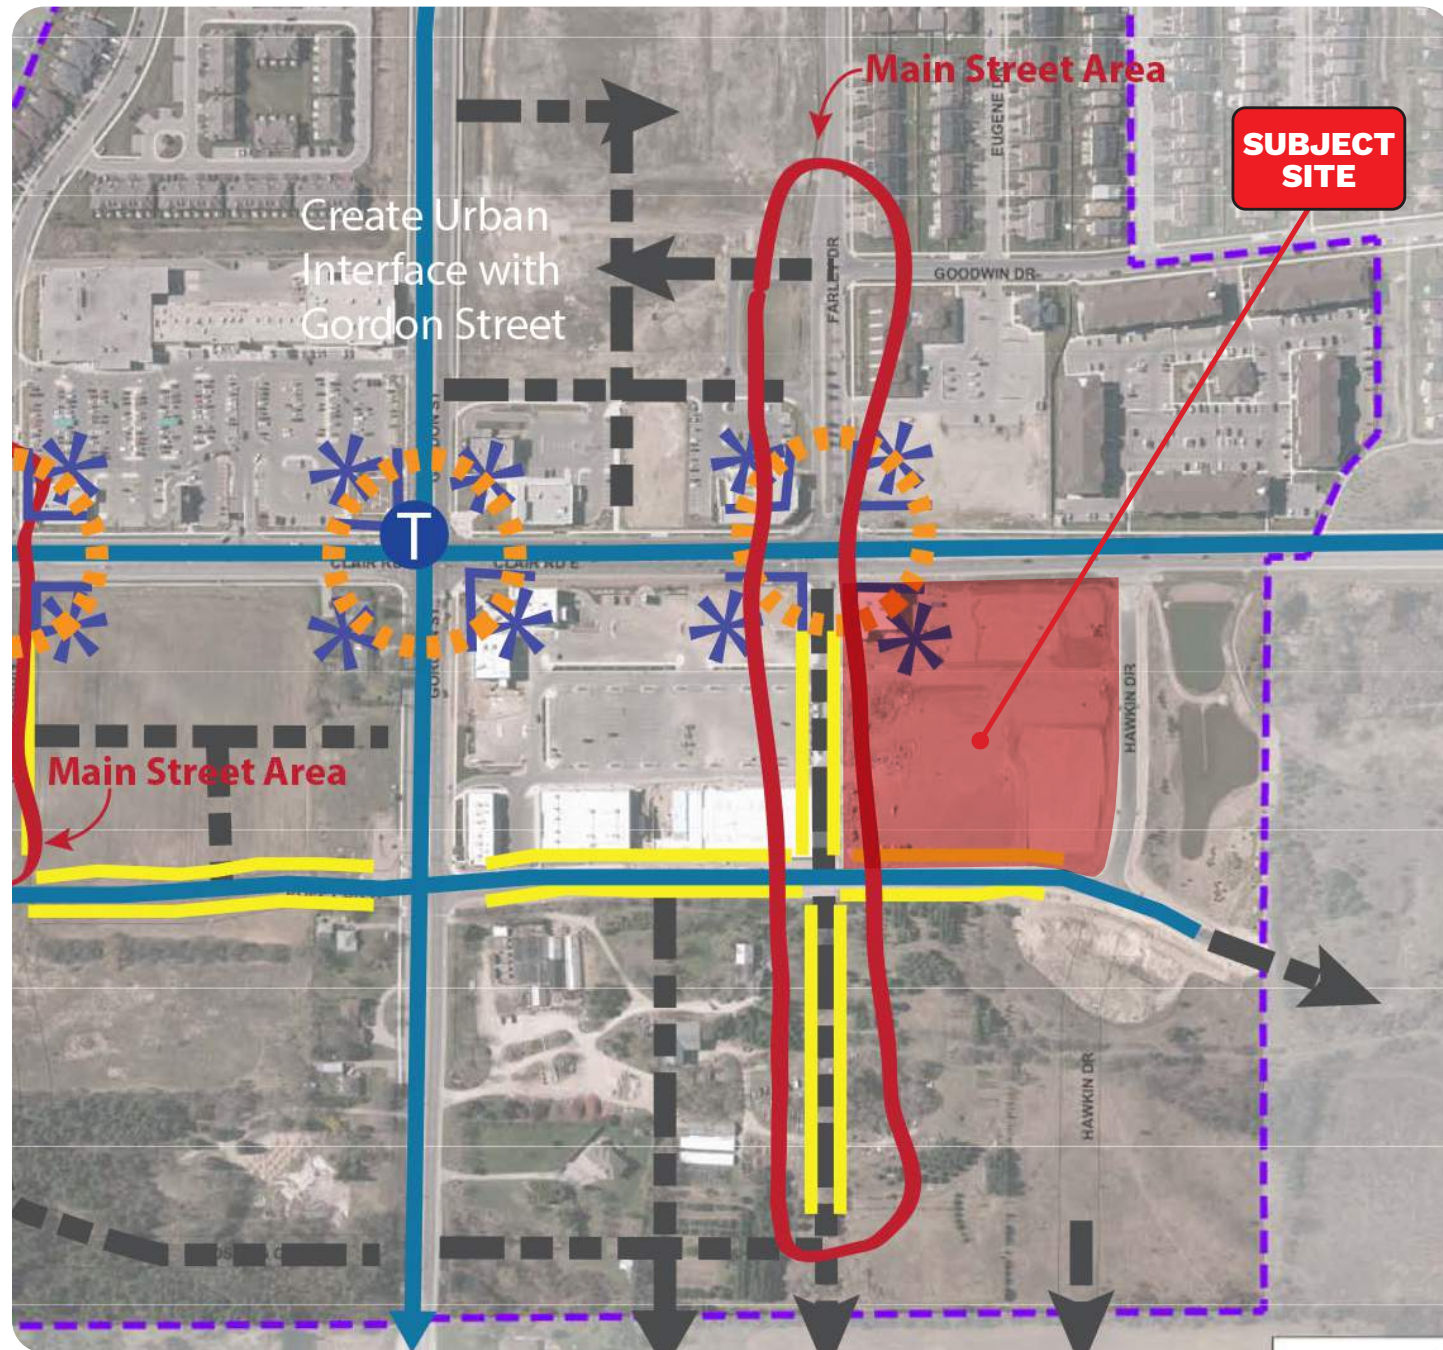 Main Street Area
EUGENE DR
SUBJECT
SITE
Create Urban
Interface with
Gordon Street
FARLEY DR
GOODWIN DR
T
CLAIR RD E
HAWKIN DR
Main Street Area
HAWKIN DR